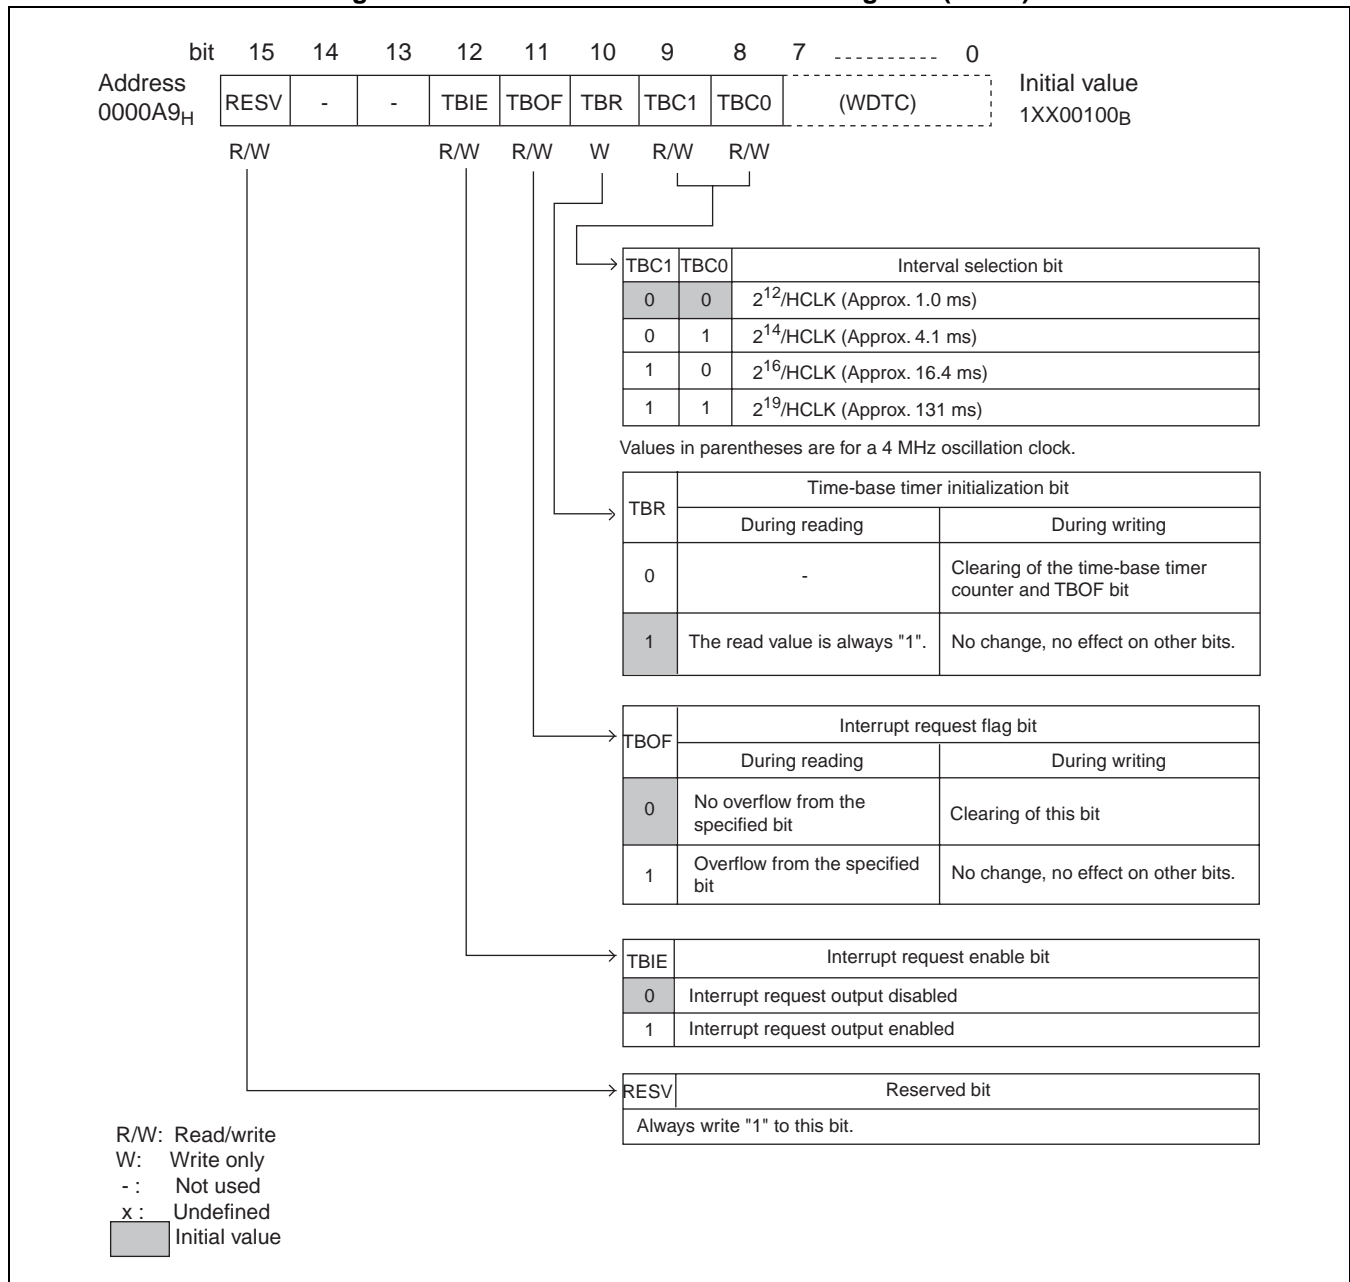 bit 15 14 13 12 11 10 9 8 7 ---------- 0
Address 0000A9H RESV - - TBIE TBOF TBR TBC1 TBC0 (WDTC) Initial value 1XX00100B
R/W R/W R/W W R/W R/W
TBC1 TBC0 Interval selection bit
0 0 2^12/HCLK (Approx. 1.0 ms)
0 1 2^14/HCLK (Approx. 4.1 ms)
1 0 2^16/HCLK (Approx. 16.4 ms)
1 1 2^19/HCLK (Approx. 131 ms)
Values in parentheses are for a 4 MHz oscillation clock.
TBR Time-base timer initialization bit
During reading During writing
0 - Clearing of the time-base timer
counter and TBOF bit
1 The read value is always "1". No change, no effect on other bits.
TBOF Interrupt request flag bit
During reading During writing
0 No overflow from the
specified bit Clearing of this bit
1 Overflow from the specified
bit No change, no effect on other bits.
TBIE Interrupt request enable bit
0 Interrupt request output disabled
1 Interrupt request output enabled
RESV Reserved bit
Always write "1" to this bit.
R/W: Read/write
W: Write only
- : Not used
x : Undefined
Initial value